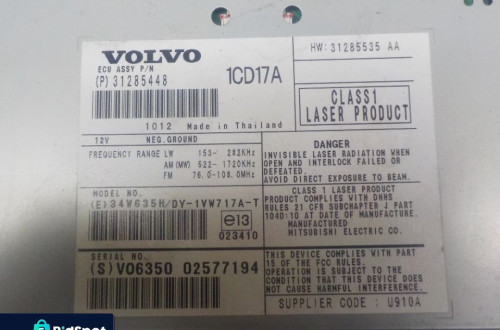 VOLVO
ECU ASSY P/N
(P) 31285448
1CD17A
1012 Made in Thailand
12V NEG.GROUND
FREQUENCY RANGE LW 153- 282KHz
AM (MW) 522- 1720KHz
FM 76.0-108.0MHz
MODEL NO.
(E)34W635H/DY-1VW717A-T
e13
023410
SERIAL NO.
(S)VO6350 02577194
HW: 31285535 AA
CLASS1
LASER PRODUCT
DANGER
INVISIBLE LASER RADIATION WHEN
OPEN AND INTERLOCK FAILED OR
DEFEATED.
AVOID DIRECT EXPOSURE TO BEAM.
CLASS 1 LASER PRODUCT
PRODUCT COMPLIES WITH DHHS
RULES 21 CFR SUBCHAPTER J PART
1040:10 AT DATE OF MANUFACTURE
MITSUBISHI ELECTRIC CO.
THIS DEVICE COMPLIES WITH PART
15 OF THE FCC RULES.
OPERATION IS SUBJECT TO THE
CONDITION THAT THIS DEVICE DOES
NOT CAUSE HARMFUL INTERFERENCE.
SUPPLIER CODE : U910A